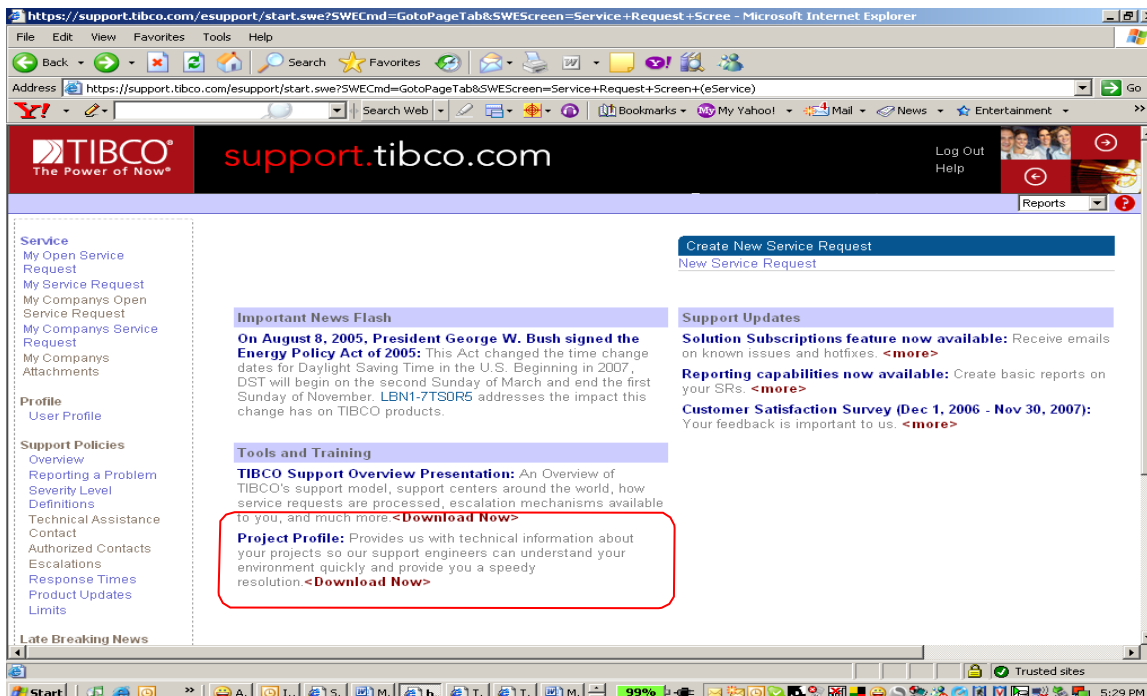 https://support.tibco.com/esupport/start.swe?SWECmd=GotoPageTab&SWEScreen=Service+Request+Scree - Microsoft Internet Explorer
File Edit View Favorites Tools Help
Back Search Favorites
Address https://support.tibco.com/esupport/start.swe?SWECmd=GotoPageTab&SWEScreen=Service+Request+Screen+(eService) Go
Y! Search Web Bookmarks My Yahoo! Mail News Entertainment >>
TIBCO®
The Power of Now®
support.tibco.com
Log Out
Help
Reports
Service
My Open Service
Request
My Service Request
My Companys Open
Service Request
My Companys Service
Request
My Companys
Attachments
Profile
User Profile
Support Policies
Overview
Reporting a Problem
Severity Level
Definitions
Technical Assistance
Contact
Authorized Contacts
Escalations
Response Times
Product Updates
Limits
Late Breaking News
Create New Service Request
New Service Request
Important News Flash
On August 8, 2005, President George W. Bush signed the
Energy Policy Act of 2005: This Act changed the time change
dates for Daylight Saving Time in the U.S. Beginning in 2007,
DST will begin on the second Sunday of March and end the first
Sunday of November. LBN1-7TS0R5 addresses the impact this
change has on TIBCO products.
Tools and Training
TIBCO Support Overview Presentation: An Overview of
TIBCO's support model, support centers around the world, how
service requests are processed, escalation mechanisms available
to you, and much more.<Download Now>
Project Profile: Provides us with technical information about
your projects so our support engineers can understand your
environment quickly and provide you a speedy
resolution.<Download Now>
Support Updates
Solution Subscriptions feature now available: Receive emails
on known issues and hotfixes. <more>
Reporting capabilities now available: Create basic reports on
your SRs. <more>
Customer Satisfaction Survey (Dec 1, 2006 - Nov 30, 2007):
Your feedback is important to us. <more>
Trusted sites
Start >> A. I.. S. M. h. T. T. M. 99% 5:29 PM